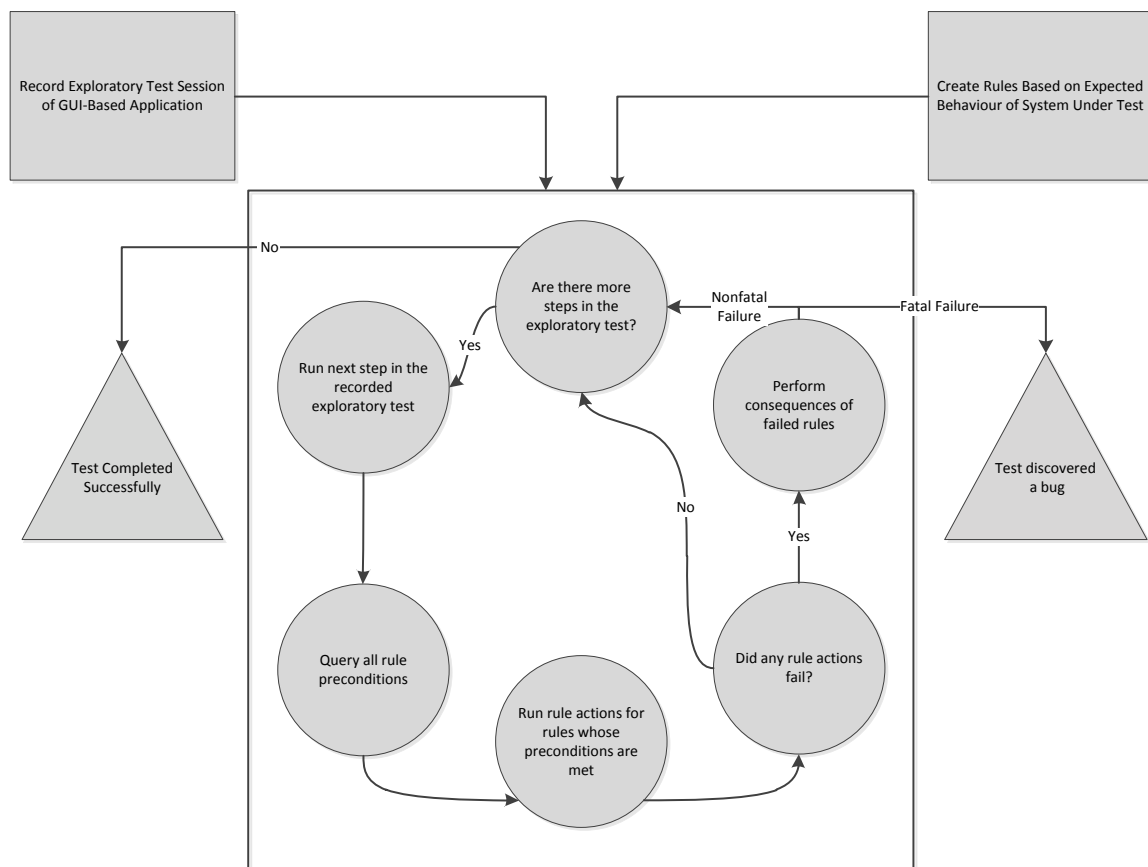 Record Exploratory Test Session
of GUI-Based Application
Create Rules Based on Expected
Behaviour of System Under Test
No
Are there more
steps in the
exploratory test?
Nonfatal
Failure
Fatal Failure
Yes
Run next step in the
recorded
exploratory test
Perform
consequences of
failed rules
Test Completed
Successfully
Test discovered
a bug
No
Yes
Query all rule
preconditions
Did any rule actions
fail?
Run rule actions for
rules whose
preconditions are
met